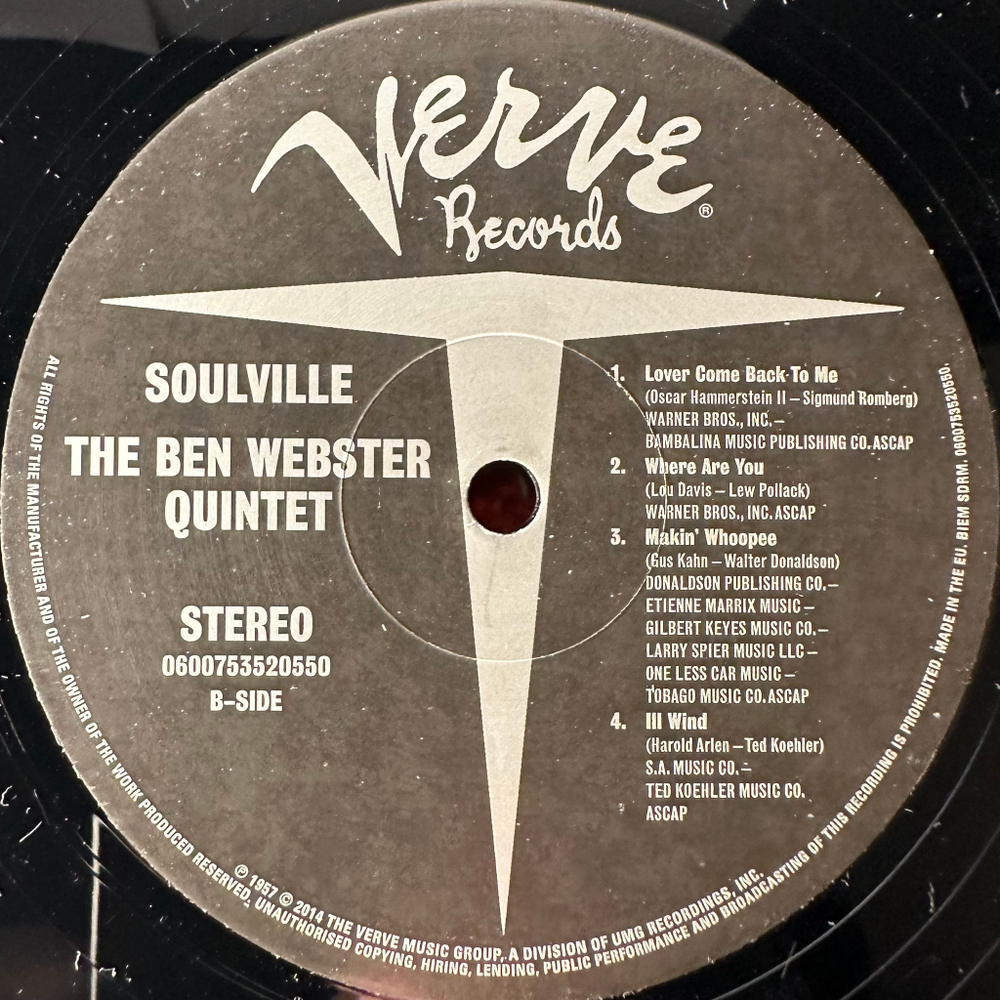 Verve
Records
®
SOULVILLE
THE BEN WEBSTER
QUINTET
STEREO
0600753520550
B-SIDE
1. Lover Come Back To Me
(Oscar Hammerstein II – Sigmund Romberg)
WARNER BROS., INC.–
BAMBALINA MUSIC PUBLISHING CO.ASCAP
2. Where Are You
(Lou Davis – Lew Pollack)
WARNER BROS., INC.ASCAP
3. Makin' Whoopee
(Gus Kahn – Walter Donaldson)
DONALDSON PUBLISHING CO.–
ETIENNE MARRIX MUSIC –
GILBERT KEYES MUSIC CO.–
LARRY SPIER MUSIC LLC –
ONE LESS CAR MUSIC –
TOBAGO MUSIC CO.ASCAP
4. Ill Wind
(Harold Arlen –Ted Koehler)
S.A. MUSIC CO.–
TED KOEHLER MUSIC CO.
ASCAP
℗ 1957 © 2014 THE VERVE MUSIC GROUP, A DIVISION OF UMG RECORDINGS, INC.
ALL RIGHTS OF THE MANUFACTURER AND OF THE OWNER OF THE WORK PRODUCED RESERVED. UNAUTHORISED COPYING, HIRING, LENDING, PUBLIC PERFORMANCE AND BROADCASTING OF THIS RECORDING IS PROHIBITED. MADE IN THE EU. BIEM SDRM. 0600753520550.